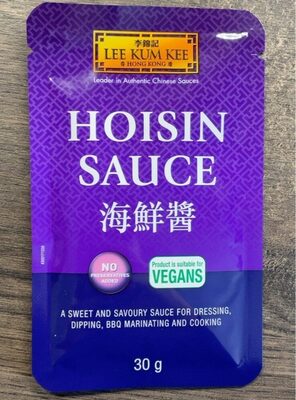 李錦記
LEE KUM KEE
香 HONG KONG 港
Leader in Authentic Chinese Sauces
HOISIN
SAUCE
海鮮醬
NO
PRESERVATIVES
ADDED
Product is suitable for
VEGANS
A SWEET AND SAVOURY SAUCE FOR DRESSING,
DIPPING, BBQ MARINATING AND COOKING
30 g